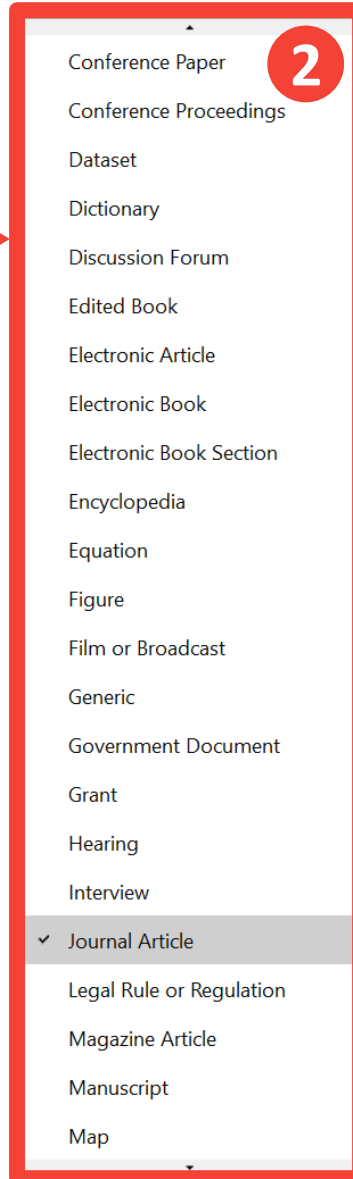 Conference Paper
2
Conference Proceedings
Dataset
Dictionary
Discussion Forum
Edited Book
Electronic Article
Electronic Book
Electronic Book Section
Encyclopedia
Equation
Figure
Film or Broadcast
Generic
Government Document
Grant
Hearing
Interview
Journal Article
Legal Rule or Regulation
Magazine Article
Manuscript
Map